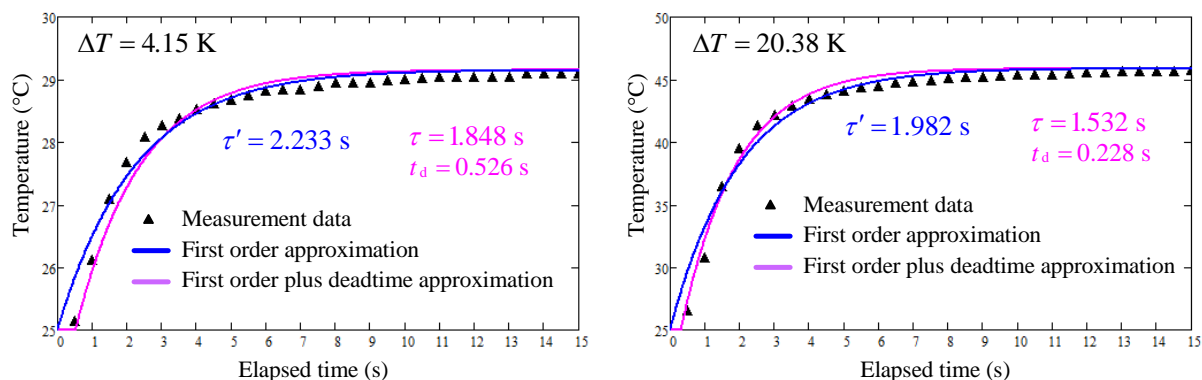 ΔT = 4.15 K
Temperature (°C)
30
29
28
27
26
25
τ′ = 2.233 s
τ = 1.848 s
t_d = 0.526 s
Measurement data
First order approximation
First order plus deadtime approximation
0 1 2 3 4 5 6 7 8 9 10 11 12 13 14 15
Elapsed time (s)
ΔT = 20.38 K
Temperature (°C)
50
45
40
35
30
25
τ′ = 1.982 s
τ = 1.532 s
t_d = 0.228 s
Measurement data
First order approximation
First order plus deadtime approximation
0 1 2 3 4 5 6 7 8 9 10 11 12 13 14 15
Elapsed time (s)